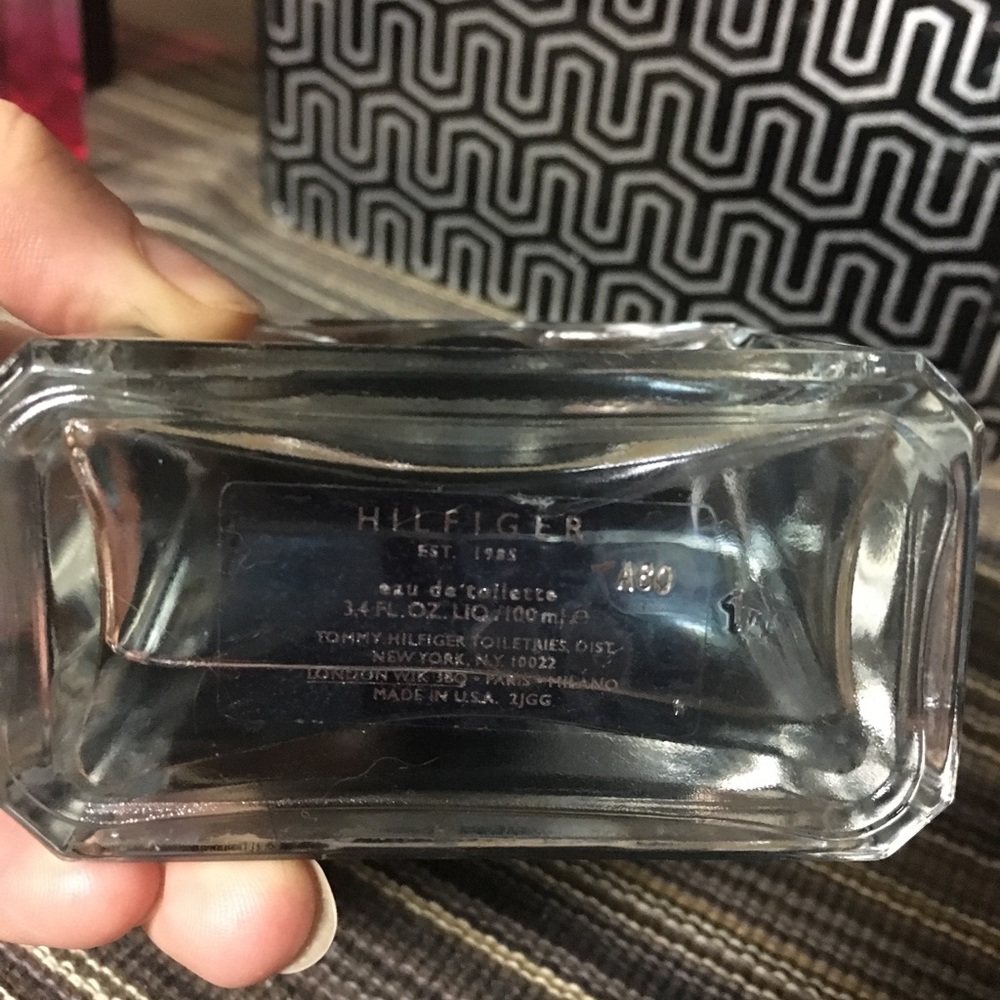 HILFIGER
EST. 1985
eau de toilette
3.4 FL. OZ. LIQ./100 ml e
A80
TOMMY HILFIGER TOILETRIES, DIST.
NEW YORK, N.Y. 10022
LONDON W1K 3BQ - PARIS - MILANO
MADE IN U.S.A. 2JGG